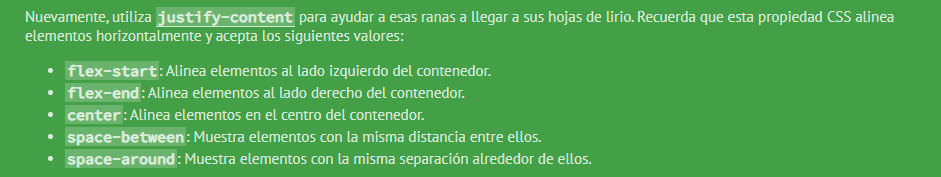 Nuevamente, utiliza justify-content para ayudar a esas ranas a llegar a sus hojas de lirio. Recuerda que esta propiedad CSS alinea
elementos horizontalmente y acepta los siguientes valores:
• flex-start: Alinea elementos al lado izquierdo del contenedor.
• flex-end: Alinea elementos al lado derecho del contenedor.
• center: Alinea elementos en el centro del contenedor.
• space-between: Muestra elementos con la misma distancia entre ellos.
• space-around: Muestra elementos con la misma separación alrededor de ellos.